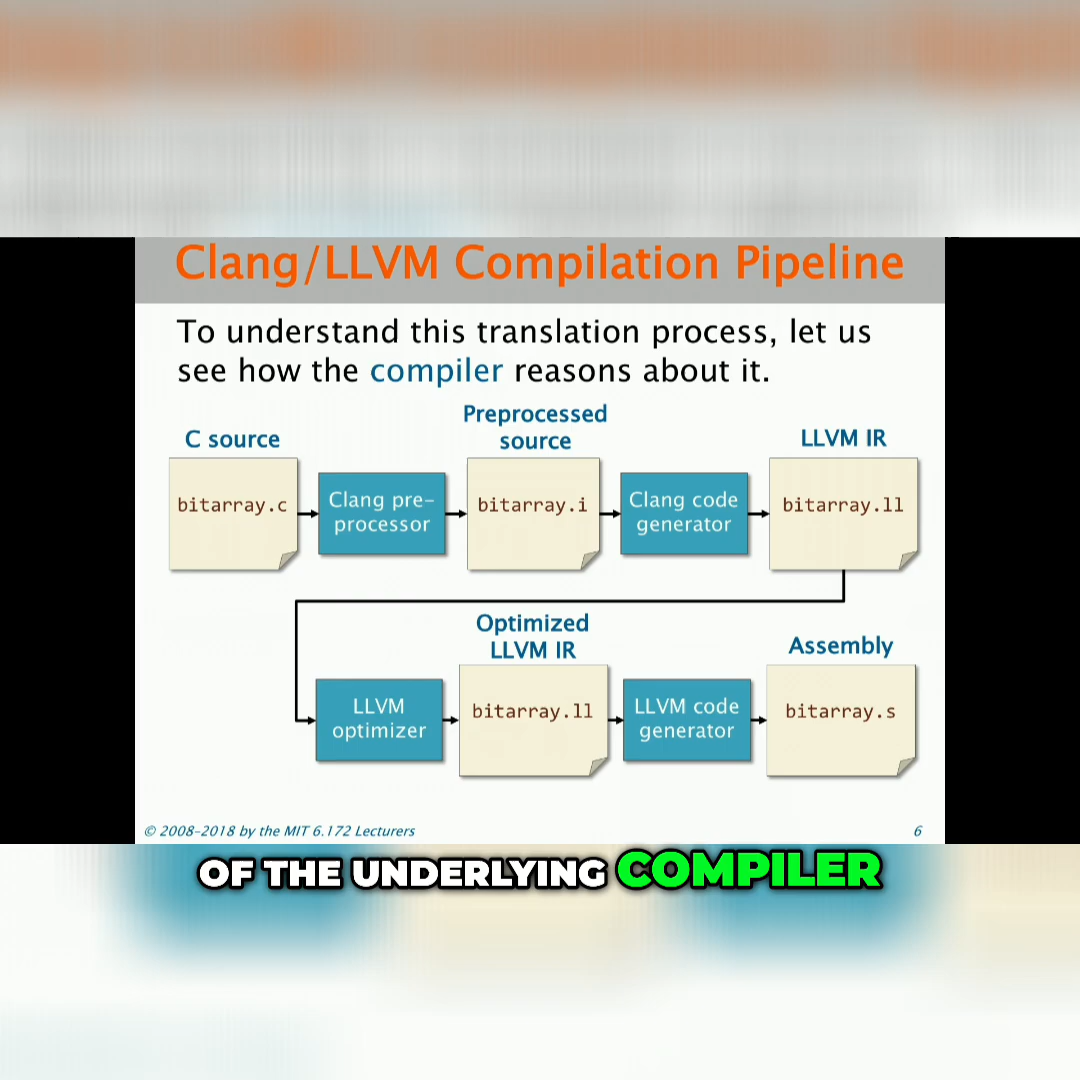 Clang/LLVM Compilation Pipeline
To understand this translation process, let us
see how the compiler reasons about it.
C source
Preprocessed
source
LLVM IR
bitarray.c
Clang pre-
processor
bitarray.i
Clang code
generator
bitarray.ll
Optimized
LLVM IR
Assembly
LLVM
optimizer
bitarray.ll
LLVM code
generator
bitarray.s
© 2008–2018 by the MIT 6.172 Lecturers
6
OF THE UNDERLYING COMPILER